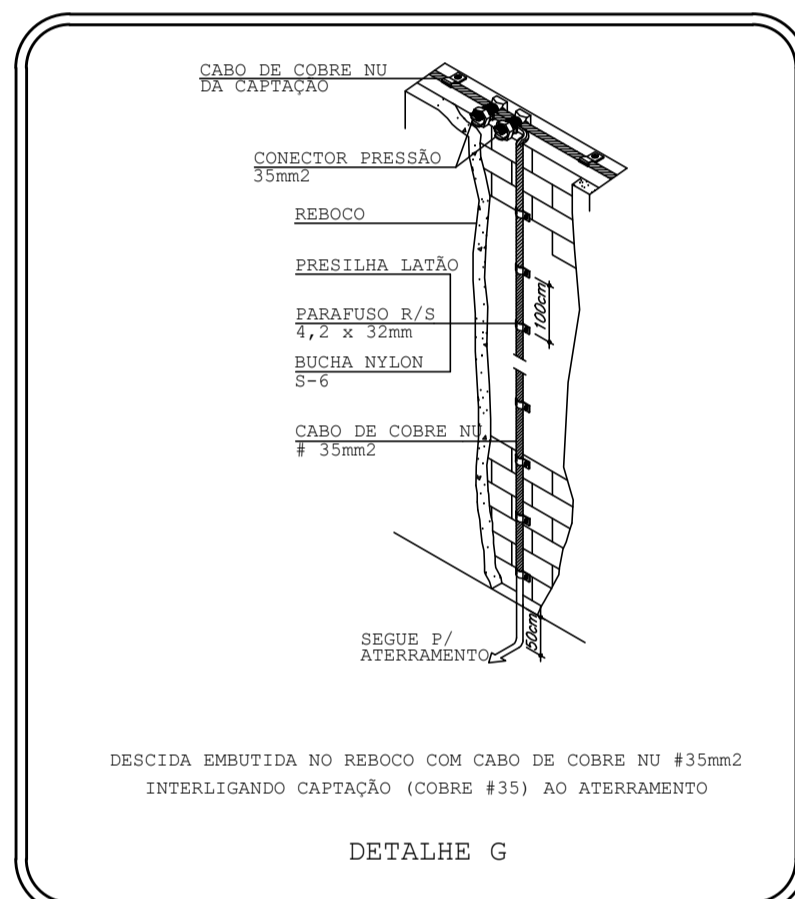 CABO DE COBRE NU
DA CAPTAÇÃO
CONECTOR PRESSÃO
35mm2
REBOCO
PRESILHA LATÃO
100cm
PARAFUSO R/S
4,2 x 32mm
BUCHA NYLON
S-6
CABO DE COBRE NU
# 35mm2
SEGUE P/
ATERRAMENTO
50cm
DESCIDA EMBUTIDA NO REBOCO COM CABO DE COBRE NU #35mm2
INTERLIGANDO CAPTAÇÃO (COBRE #35) AO ATERRAMENTO
DETALHE G